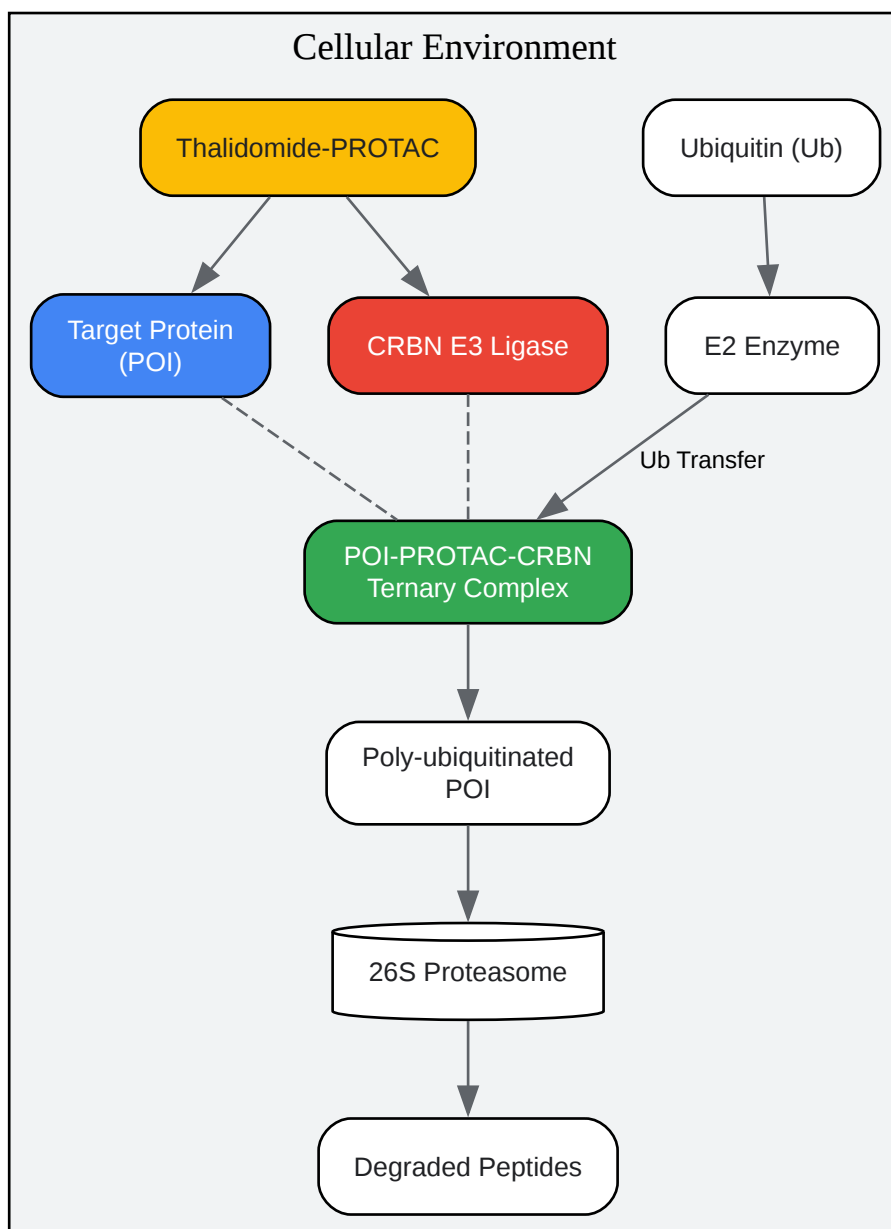 Cellular Environment
Thalidomide-PROTAC
Ubiquitin (Ub)
Target Protein
(POI)
CRBN E3 Ligase
E2 Enzyme
Ub Transfer
POI-PROTAC-CRBN
Ternary Complex
Poly-ubiquitinated
POI
26S Proteasome
Degraded Peptides